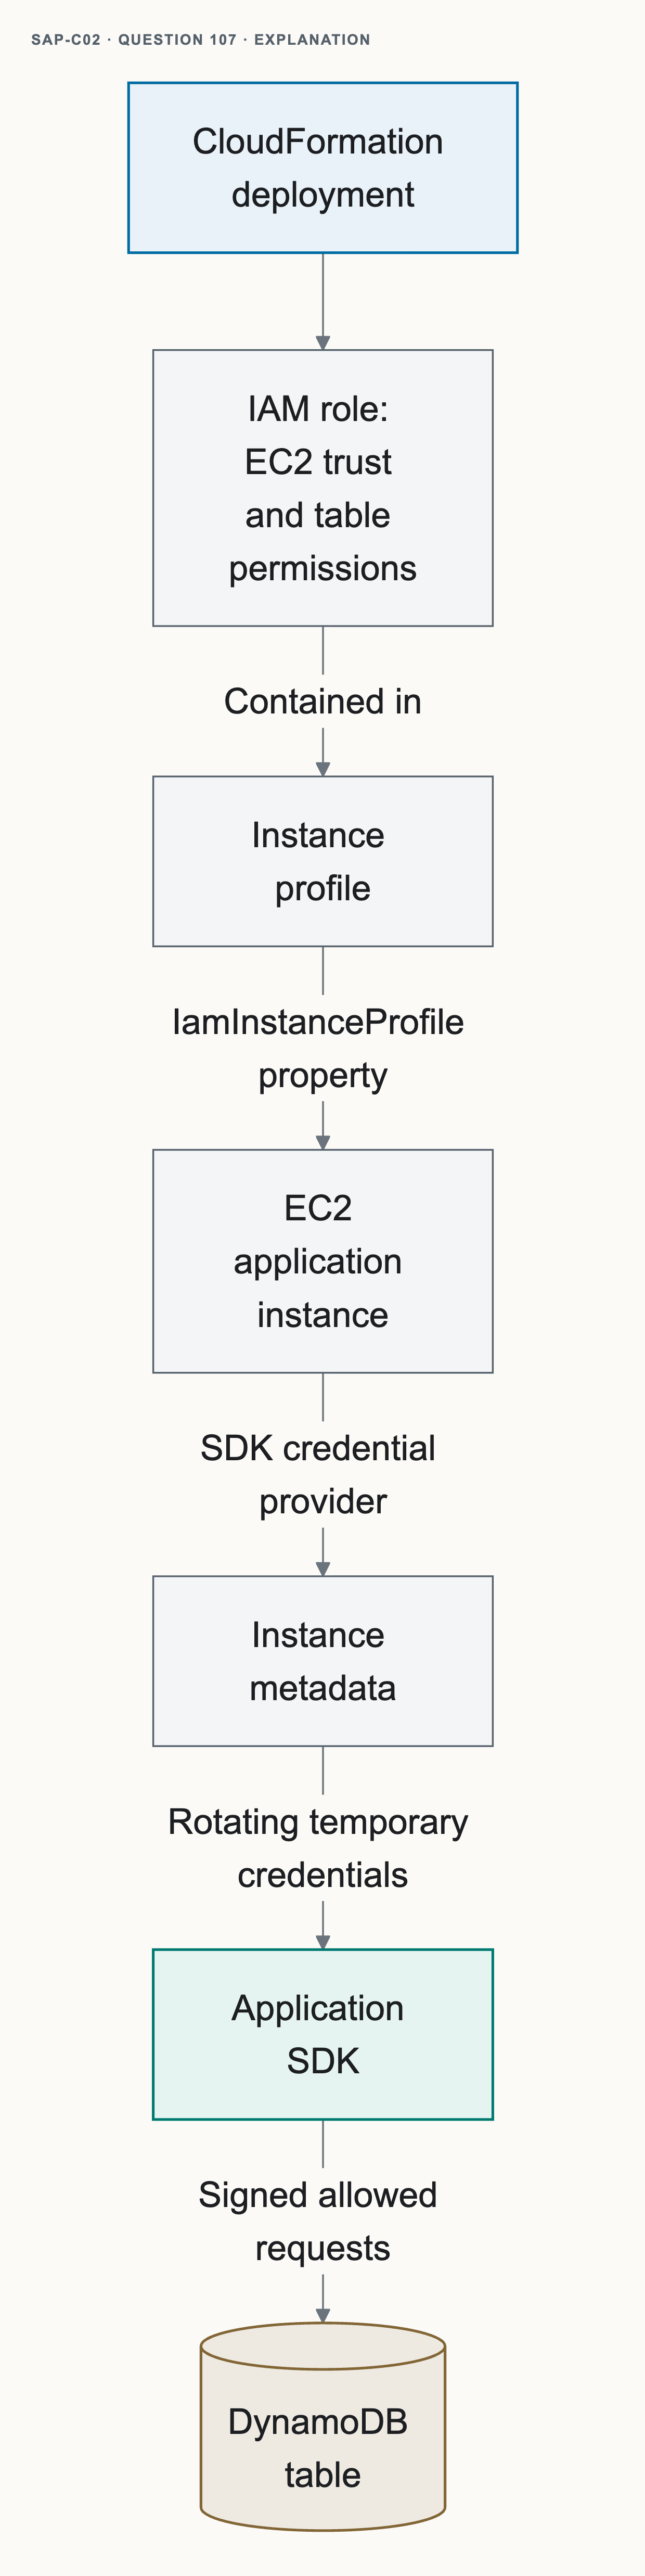 SAP-C02 · QUESTION 107 · EXPLANATION
CloudFormation
deployment
IAM role:
EC2 trust
and table
permissions
Contained in
Instance
profile
IamInstanceProfile
property
EC2
application
instance
SDK credential
provider
Instance
metadata
Rotating temporary
credentials
Application
SDK
Signed allowed
requests
DynamoDB
table